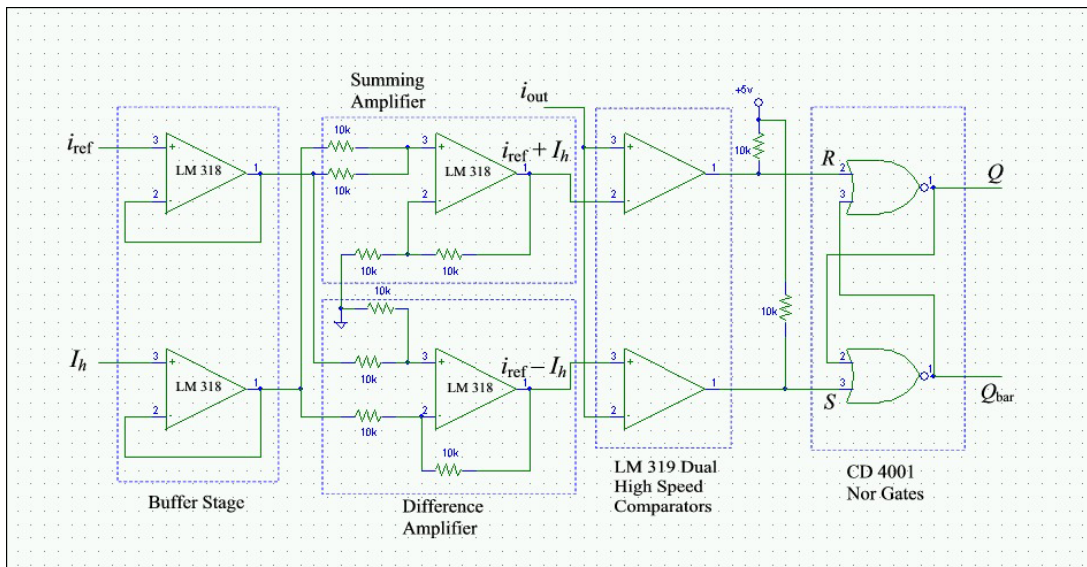 Summing
Amplifier
i_ref
3
+
LM 318
1
2
-
10k
10k
3
+
LM 318
1
2
-
10k
10k
i_ref + I_h
i_out
3
+
1
2
-
+5v
10k
R
2
3
1
Q
I_h
3
+
LM 318
1
2
-
10k
10k
10k
3
+
LM 318
1
2
-
10k
i_ref − I_h
3
+
1
2
-
10k
S
2
3
1
Q_bar
Buffer Stage
Difference
Amplifier
LM 319 Dual
High Speed
Comparators
CD 4001
Nor Gates